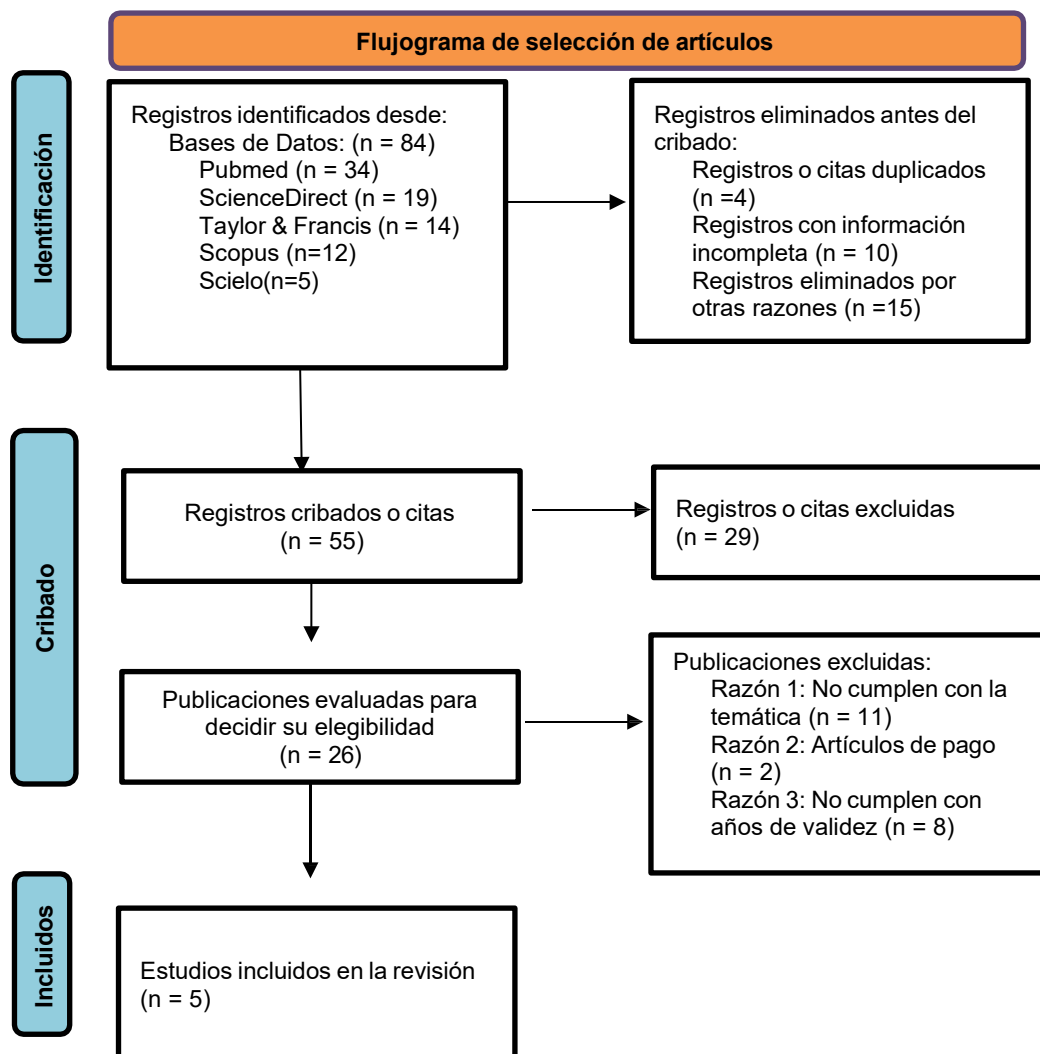 Flujograma de selección de artículos
Identificación
Registros identificados desde:
Bases de Datos: (n = 84)
Pubmed (n = 34)
ScienceDirect (n = 19)
Taylor & Francis (n = 14)
Scopus (n=12)
Scielo(n=5)
Registros eliminados antes del
cribado:
Registros o citas duplicados
(n =4)
Registros con información
incompleta (n = 10)
Registros eliminados por
otras razones (n =15)
Cribado
Registros cribados o citas
(n = 55)
Registros o citas excluidas
(n = 29)
Publicaciones evaluadas para
decidir su elegibilidad
(n = 26)
Publicaciones excluidas:
Razón 1: No cumplen con la
temática (n = 11)
Razón 2: Artículos de pago
(n = 2)
Razón 3: No cumplen con
años de validez (n = 8)
Incluidos
Estudios incluidos en la revisión
(n = 5)